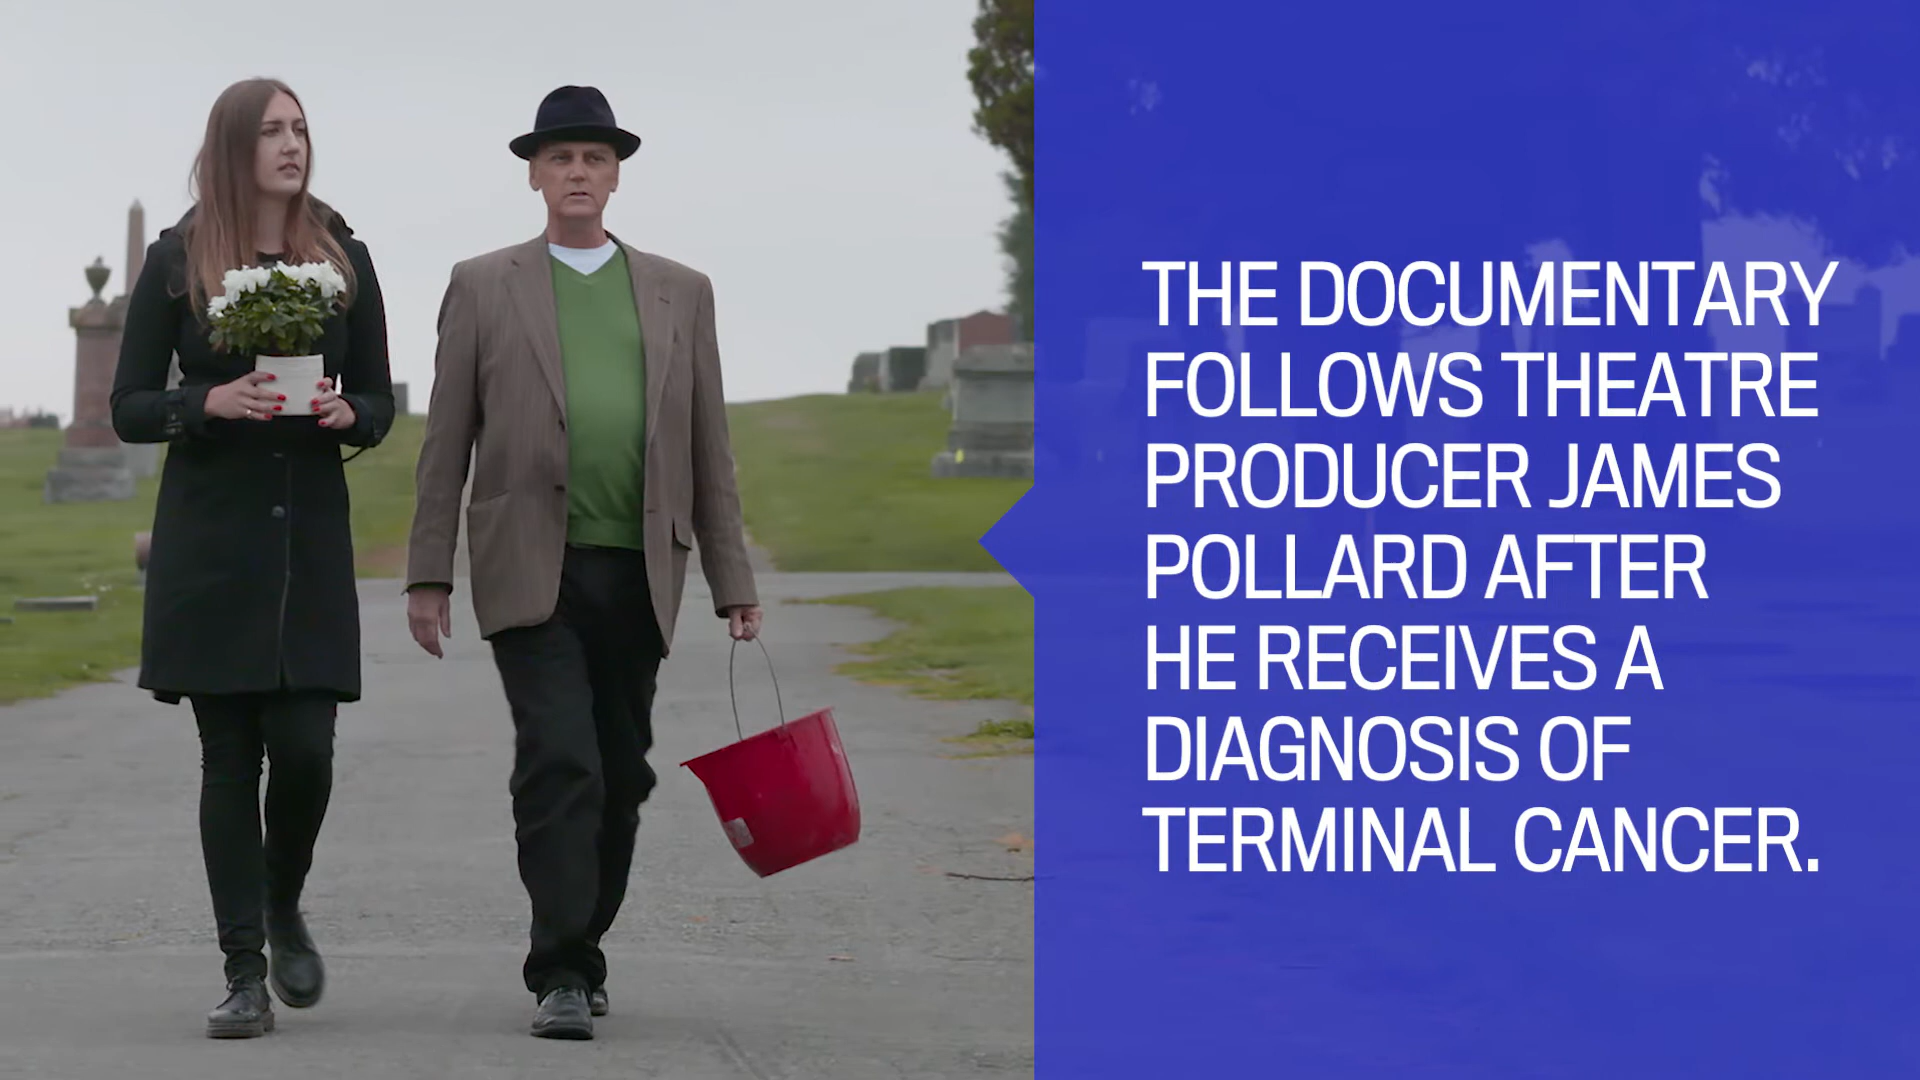 THE DOCUMENTARY
FOLLOWS THEATRE
PRODUCER JAMES
POLLARD AFTER
HE RECEIVES A
DIAGNOSIS OF
TERMINAL CANCER.